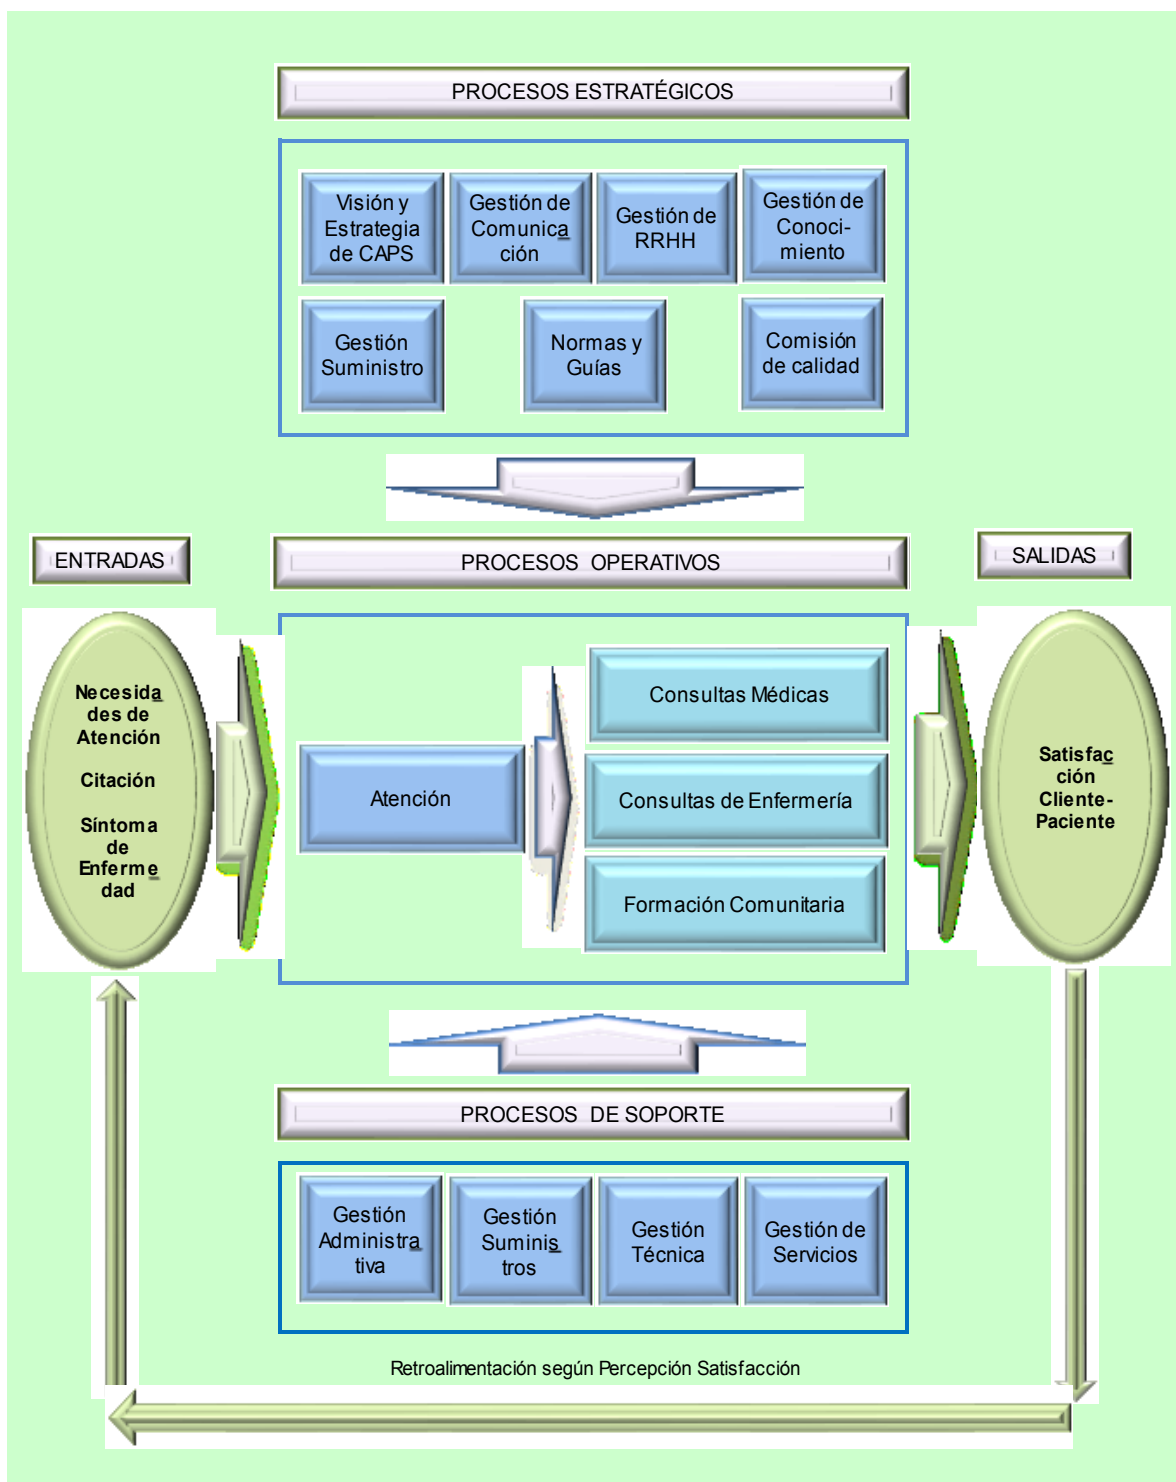 PROCESOS ESTRATÉGICOS
Visión y
Estrategia
de CAPS
Gestión de
Comunica
ción
Gestión de
RRHH
Gestión de
Conoci-
miento
Gestión
Suministro
Normas y
Guías
Comisión
de calidad
ENTRADAS
PROCESOS OPERATIVOS
SALIDAS
Necesida
des de
Atención
Citación
Síntoma
de
Enferme
dad
Atención
Consultas Médicas
Consultas de Enfermería
Formación Comunitaria
Satisfac
ción
Cliente-
Paciente
PROCESOS DE SOPORTE
Gestión
Administra
tiva
Gestión
Suminis
tros
Gestión
Técnica
Gestión de
Servicios
Retroalimentación según Percepción Satisfacción